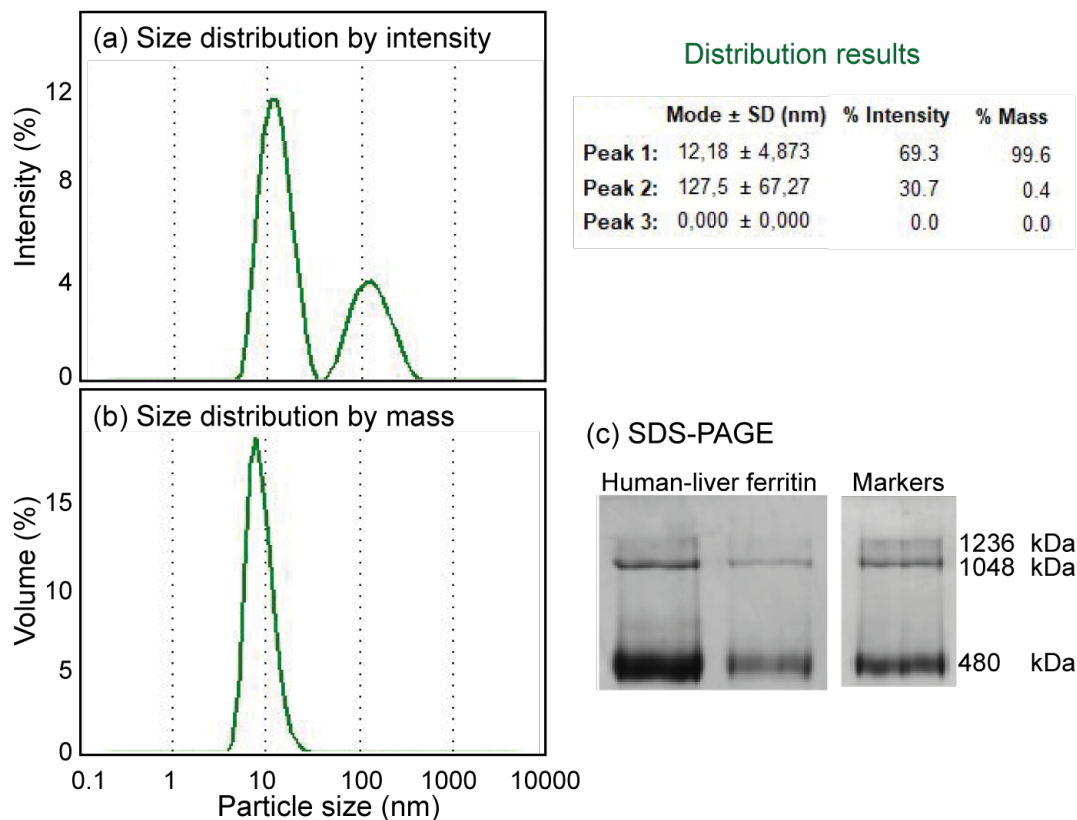 (a) Size distribution by intensity
Intensity (%)
12
8
4
0
Distribution results
Mode ± SD (nm) % Intensity % Mass
Peak 1: 12,18 ± 4,873 69.3 99.6
Peak 2: 127,5 ± 67,27 30.7 0.4
Peak 3: 0,000 ± 0,000 0.0 0.0
(b) Size distribution by mass
Volume (%)
15
10
5
0
0.1 1 10 100 1000 10000
Particle size (nm)
(c) SDS-PAGE
Human-liver ferritin Markers
1236 kDa
1048 kDa
480 kDa